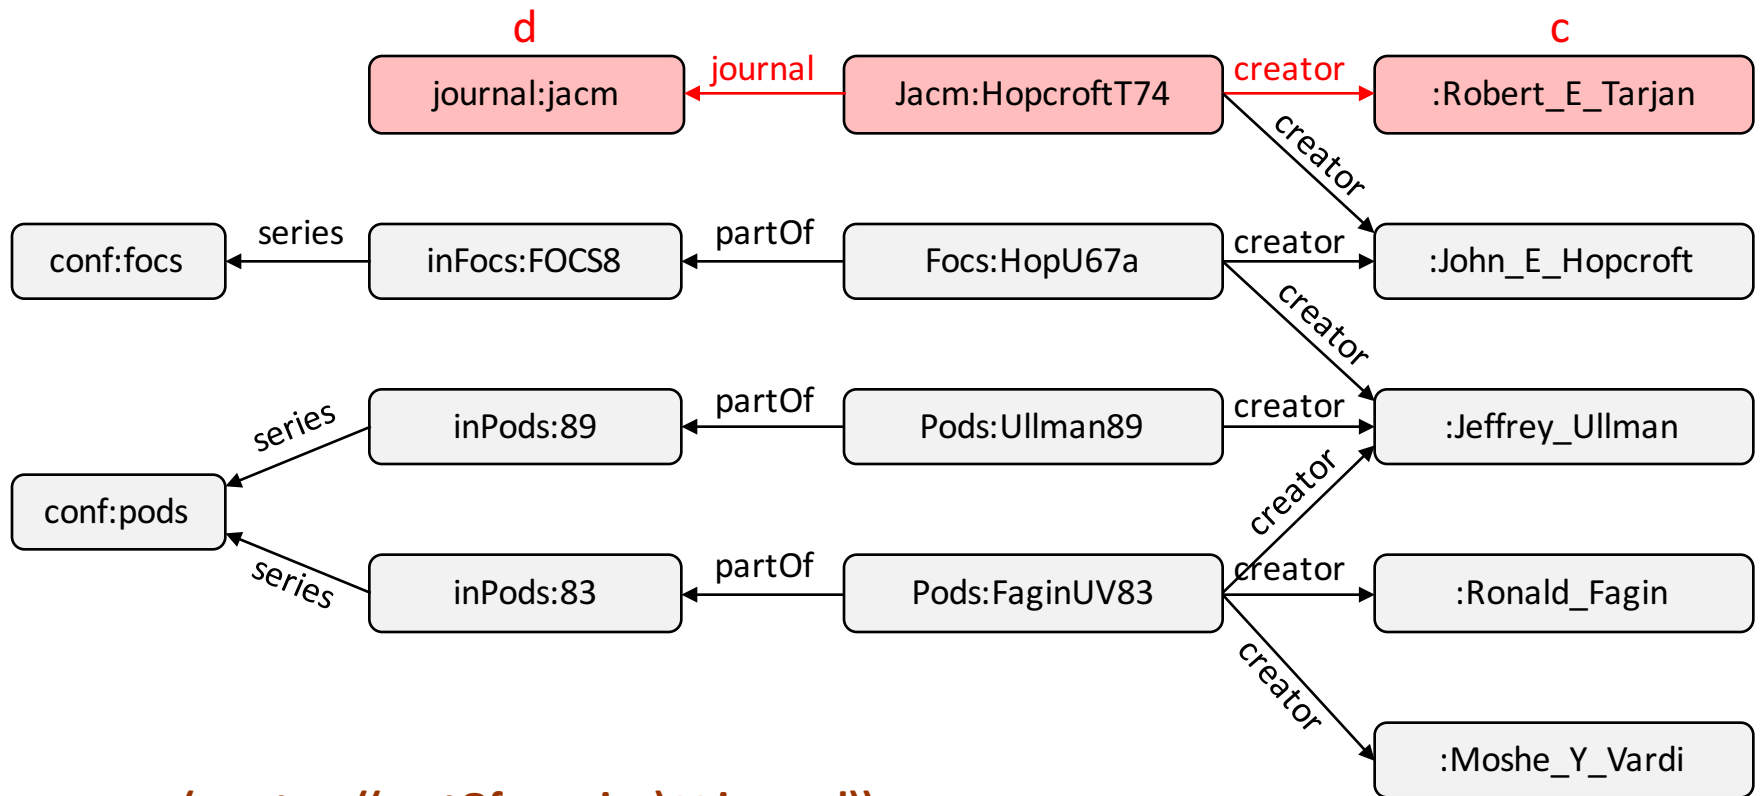 d c
journal:jacm journal Jacm:HopcroftT74 creator :Robert_E_Tarjan
creator
conf:focs series inFocs:FOCS8 partOf Focs:HopU67a creator :John_E_Hopcroft
creator
series inPods:89 partOf Pods:Ullman89 creator :Jeffrey_Ullman
conf:pods
creator
series inPods:83 partOf Pods:FaginUV83 creator :Ronald_Fagin
creator
:Moshe_Y_Vardi